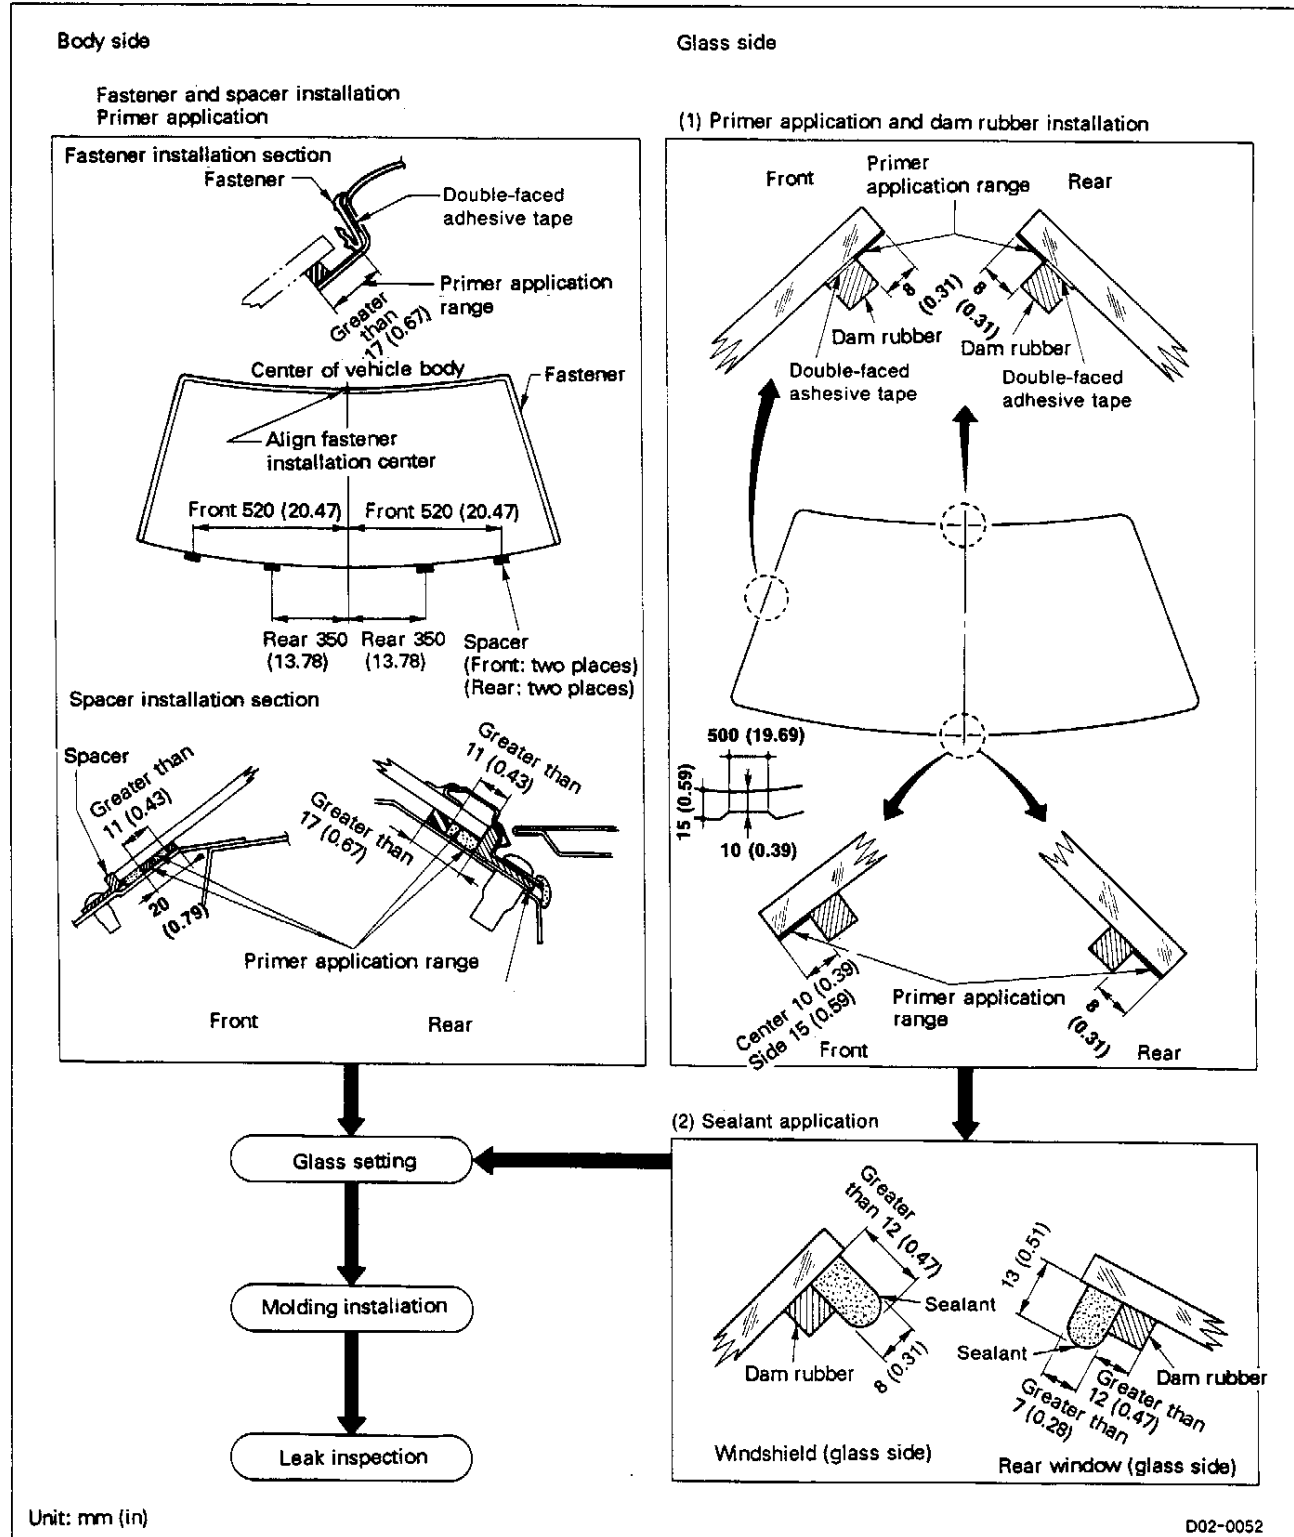 Body side
Fastener and spacer installation
Primer application
Fastener installation section
Fastener
Double-faced
adhesive tape
Primer application
range
Greater
than
17 (0.67)
Center of vehicle body
Fastener
Align fastener
installation center
Front 520 (20.47)
Front 520 (20.47)
Rear 350
(13.78)
Rear 350
(13.78)
Spacer
(Front: two places)
(Rear: two places)
Spacer installation section
Spacer
Greater than
11 (0.43)
20
(0.79)
Greater than
11 (0.43)
Greater than
17 (0.67)
Primer application range
Front
Rear
Glass side
(1) Primer application and dam rubber installation
Front
Primer
application range
Rear
8
(0.31)
8
(0.31)
Dam rubber
Dam rubber
Double-faced
ashesive tape
Double-faced
adhesive tape
500 (19.69)
15 (0.59)
10 (0.39)
Center 10 (0.39)
Side 15 (0.59)
Front
Primer application
range
8
(0.31)
Rear
(2) Sealant application
Greater
than 12 (0.47)
Sealant
Dam rubber
8 (0.31)
Windshield (glass side)
13 (0.51)
Sealant
Dam rubber
Greater than
12 (0.47)
Greater than
7 (0.28)
Rear window (glass side)
Glass setting
Molding installation
Leak inspection
Unit: mm (in)
D02-0052